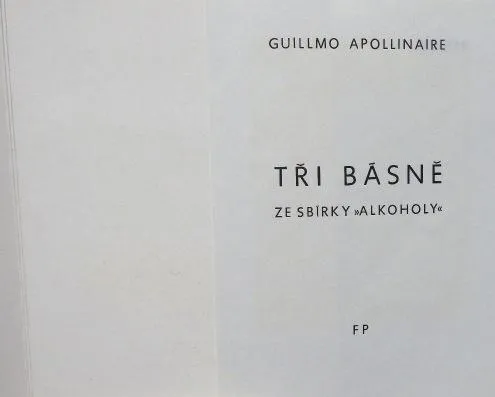 GUILLMO APOLLINAIRE
TŘI BÁSNĚ
ZE SBÍRKY »ALKOHOLY«
FP